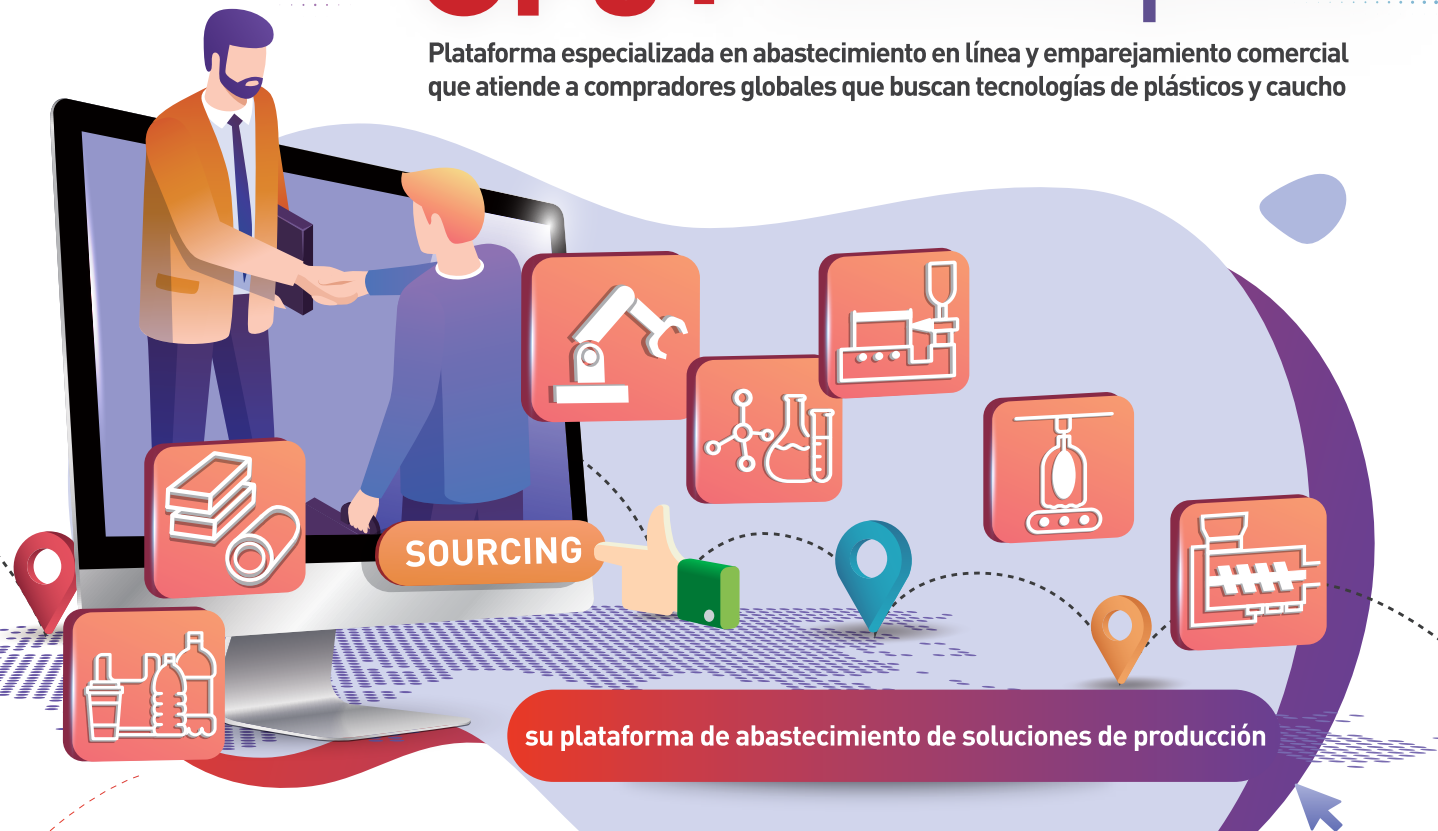 Plataforma especializada en abastecimiento en línea y emparejamiento comercial
que atiende a compradores globales que buscan tecnologías de plásticos y caucho
SOURCING
su plataforma de abastecimiento de soluciones de producción